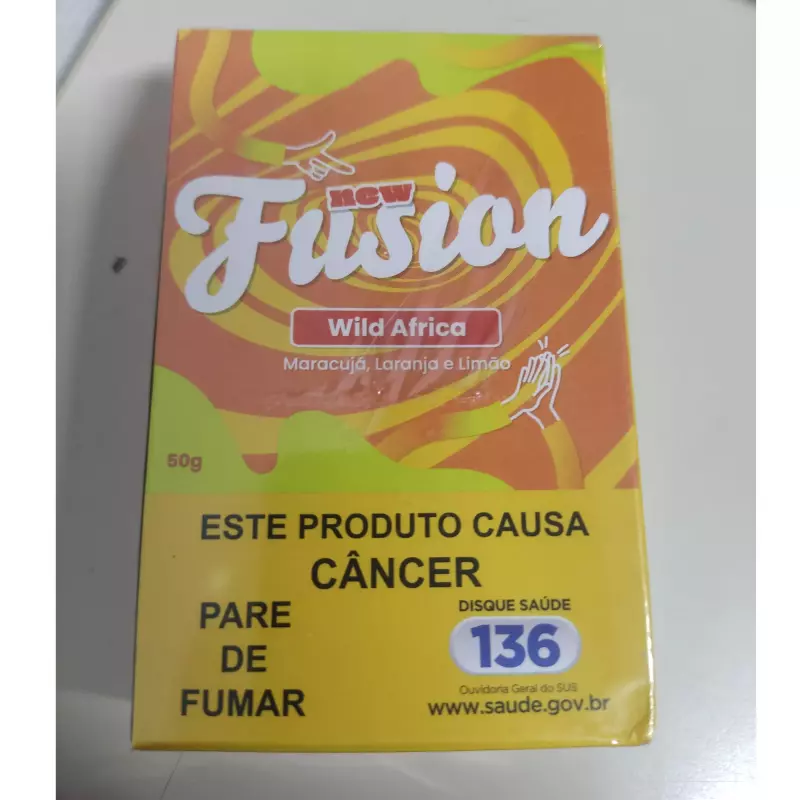 new
Fusion
Wild Africa
Maracujá, Laranja e Limão
50g
ESTE PRODUTO CAUSA
CÂNCER
PARE
DE
FUMAR
DISQUE SAÚDE
136
Ouvidoria Geral do SUS
www.saude.gov.br